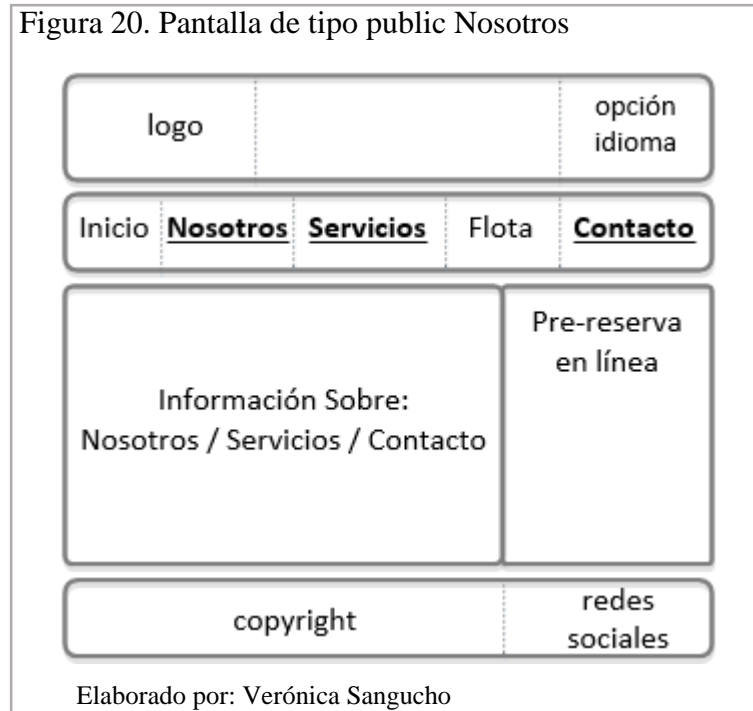 Figura 20. Pantalla de tipo public Nosotros
logo
opción
idioma
Inicio Nosotros Servicios Flota Contacto
Información Sobre:
Nosotros / Servicios / Contacto
Pre-reserva
en línea
copyright
redes
sociales
Elaborado por: Verónica Sangucho